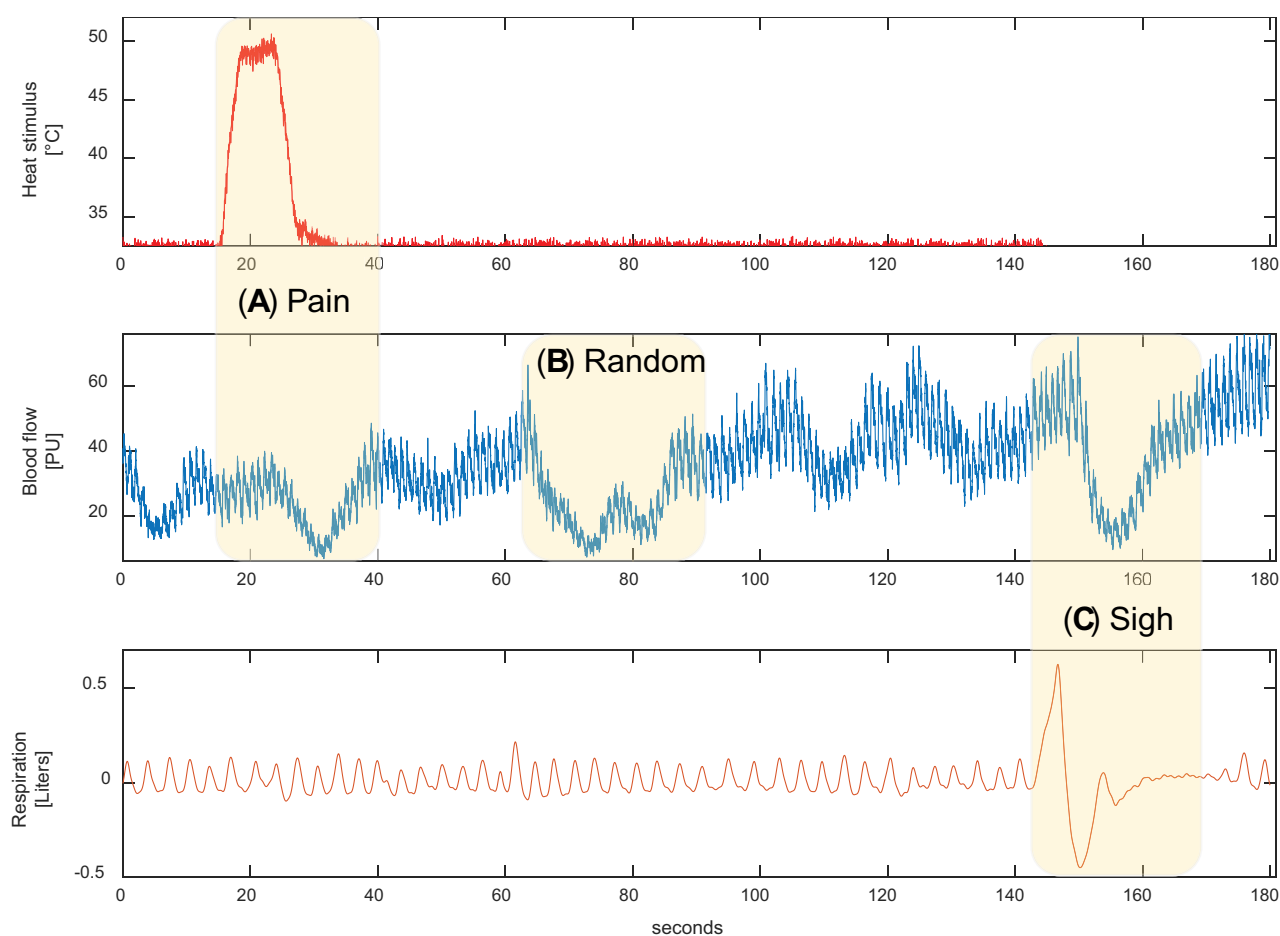 Heat stimulus
[°C]
50
45
40
35
0 20 40 60 80 100 120 140 160 180
(A) Pain
Blood flow
[PU]
60
40
20
(B) Random
0 20 40 60 80 100 120 140 160 180
(C) Sigh
Respiration
[Liters]
0.5
0
-0.5
0 20 40 60 80 100 120 140 160 180
seconds